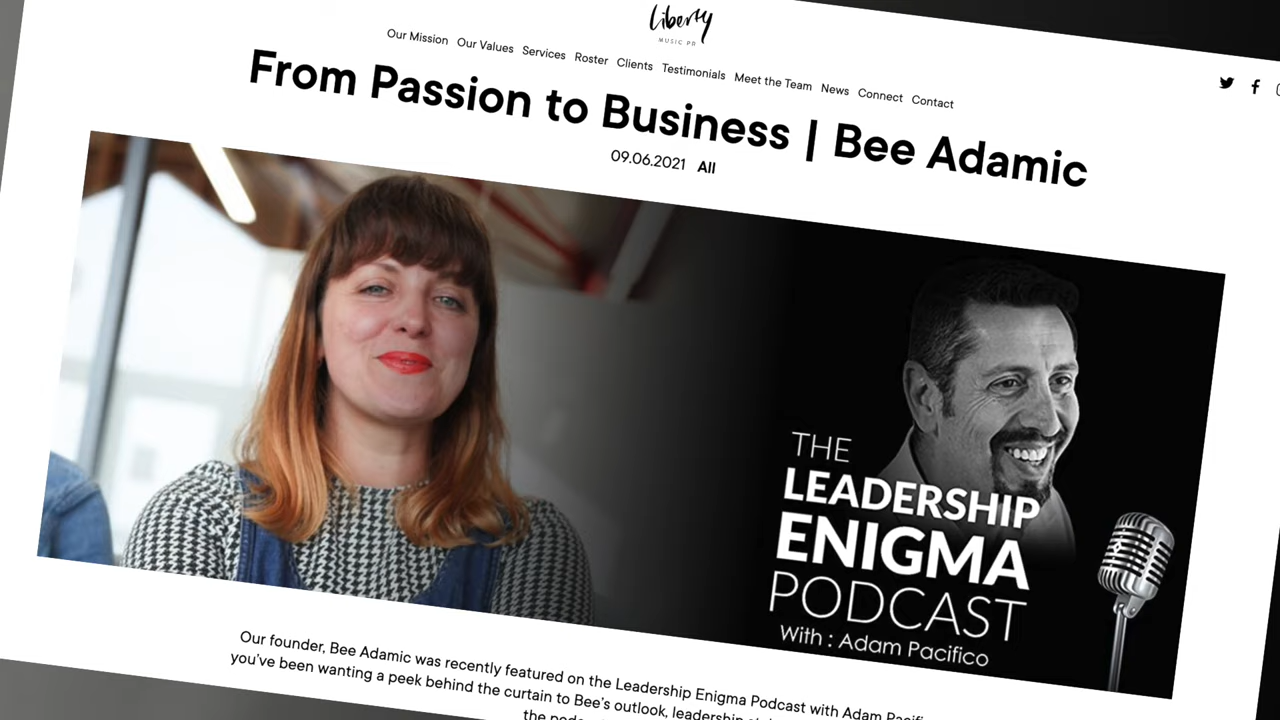 Liberty
MUSIC PR
Our Mission Our Values Services Roster Clients Testimonials Meet the Team News Connect Contact
From Passion to Business | Bee Adamic
09.06.2021 All
THE
LEADERSHIP
ENIGMA
PODCAST
With : Adam Pacifico
Our founder, Bee Adamic was recently featured on the Leadership Enigma Podcast with Adam
you've been wanting a peek behind the curtain to Bee's outlook, leadership
the